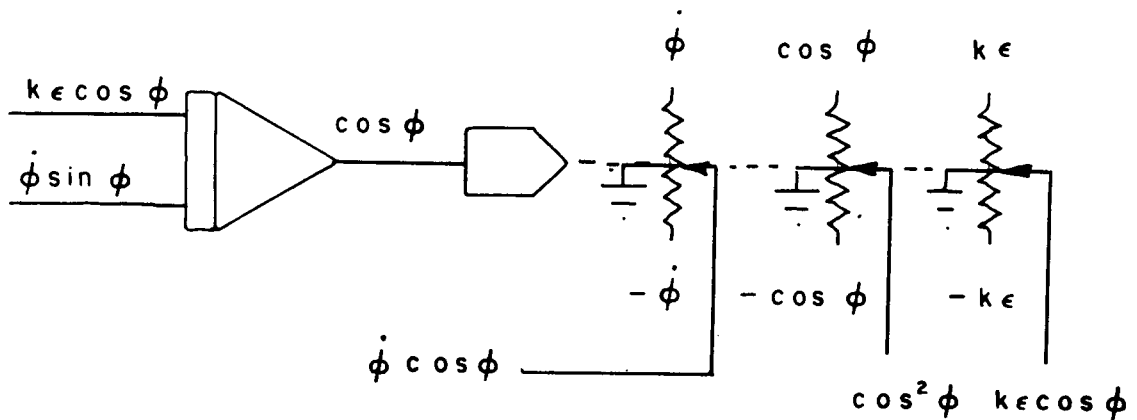 ϕ̇
cos ϕ
kϵ
kϵ cos ϕ
cos ϕ
ϕ̇ sin ϕ
- ϕ̇
- cos ϕ
- kϵ
ϕ̇ cos ϕ
cos² ϕ
kϵ cos ϕ